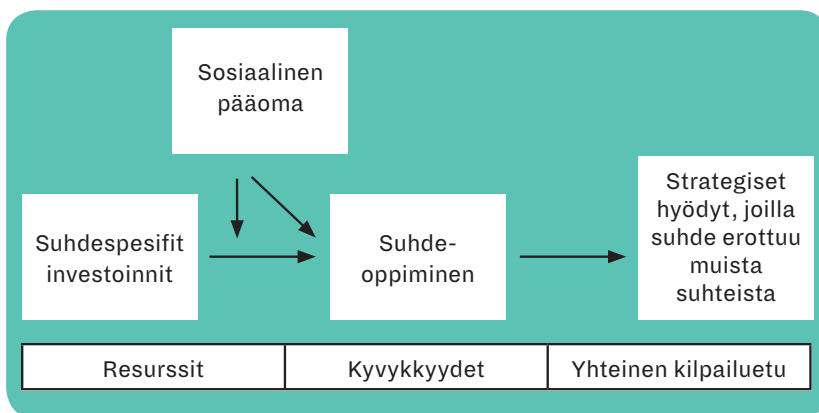 Sosiaalinen
pääoma
Suhdespesifit
investoinnit
Suhde-
oppiminen
Strategiset
hyödyt, joilla
suhde erottuu
muista
suhteista
Resurssit
Kyvykkyydet
Yhteinen kilpailuetu